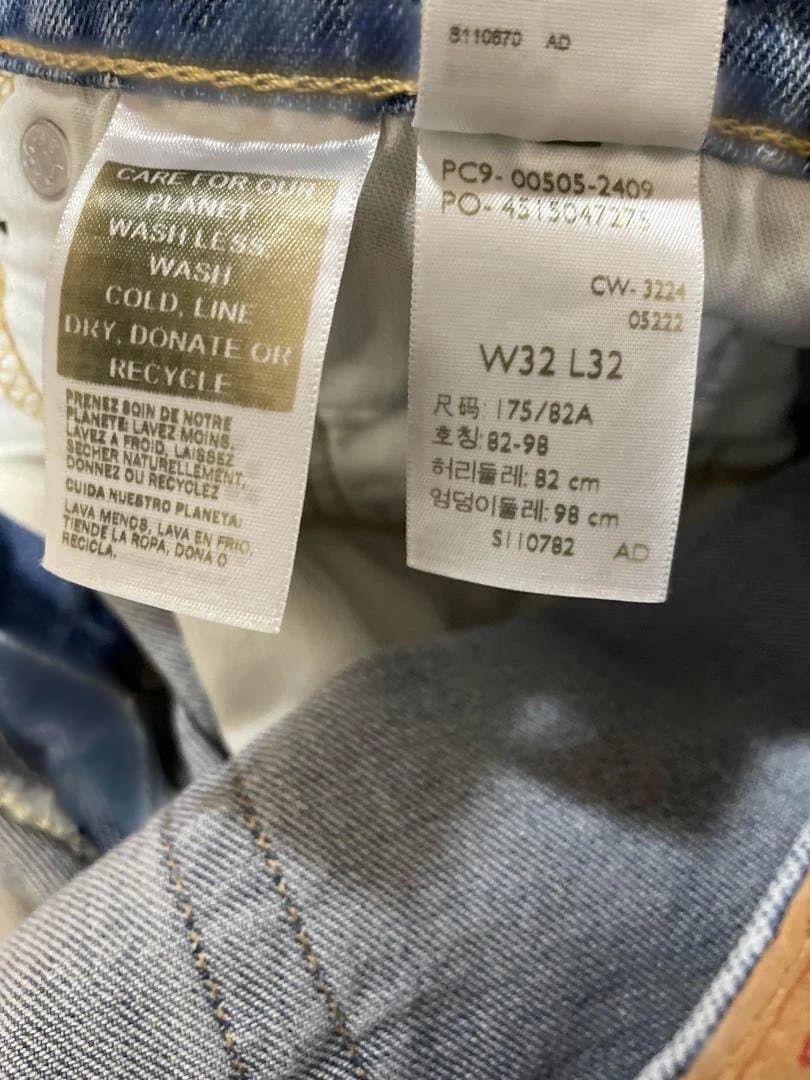 S110670 AD
CARE FOR OUR
PLANET
WASH LESS
WASH
COLD, LINE
DRY, DONATE OR
RECYCLE
PRENEZ SOIN DE NOTRE
PLANETE: LAVEZ MOINS,
LAVEZ A FROID, LAISSEZ
SECHER NATURELLEMENT,
DONNEZ OU RECYCLEZ
CUIDA NUESTRO PLANETA:
LAVA MENOS, LAVA EN FRIO,
TIENDE LA ROPA, DONA O
RECICLA.
PC9- 00505-2409
PO- 4515047275
CW- 3224
05222
W32 L32
尺码: 175/82A
호칭: 82-98
허리둘레: 82 cm
엉덩이둘레: 98 cm
S110782 AD